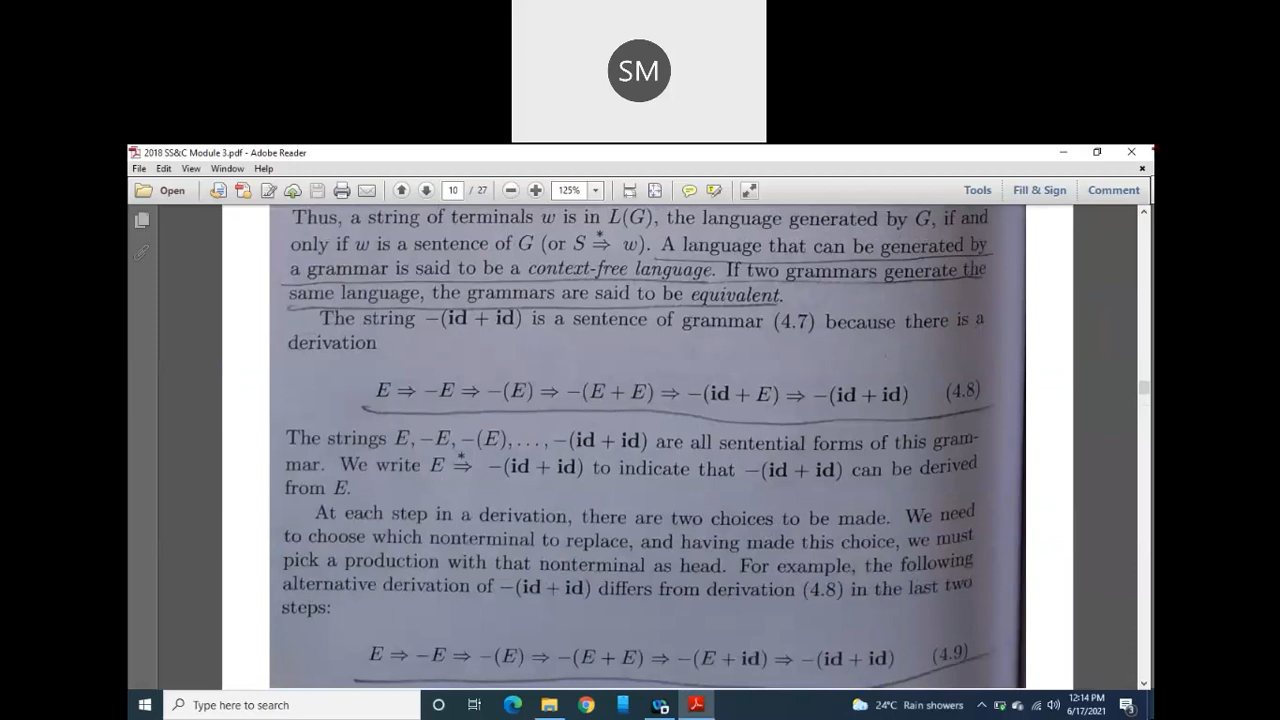 SM
2018 SS&C Module 3.pdf - Adobe Reader
File Edit View Window Help
Open 10 / 27 125% Tools Fill & Sign Comment
Thus, a string of terminals w is in L(G), the language generated by G, if and
only if w is a sentence of G (or S ⇒* w). A language that can be generated by
a grammar is said to be a context-free language. If two grammars generate the
same language, the grammars are said to be equivalent.
The string −(id + id) is a sentence of grammar (4.7) because there is a
derivation
E ⇒ −E ⇒ −(E) ⇒ −(E + E) ⇒ −(id + E) ⇒ −(id + id) (4.8)
The strings E, −E, −(E), . . . , −(id + id) are all sentential forms of this gram-
mar. We write E ⇒* −(id + id) to indicate that −(id + id) can be derived
from E.
At each step in a derivation, there are two choices to be made. We need
to choose which nonterminal to replace, and having made this choice, we must
pick a production with that nonterminal as head. For example, the following
alternative derivation of −(id + id) differs from derivation (4.8) in the last two
steps:
E ⇒ −E ⇒ −(E) ⇒ −(E + E) ⇒ −(E + id) ⇒ −(id + id) (4.9)
Type here to search
24°C Rain showers
12:14 PM
6/17/2021
3